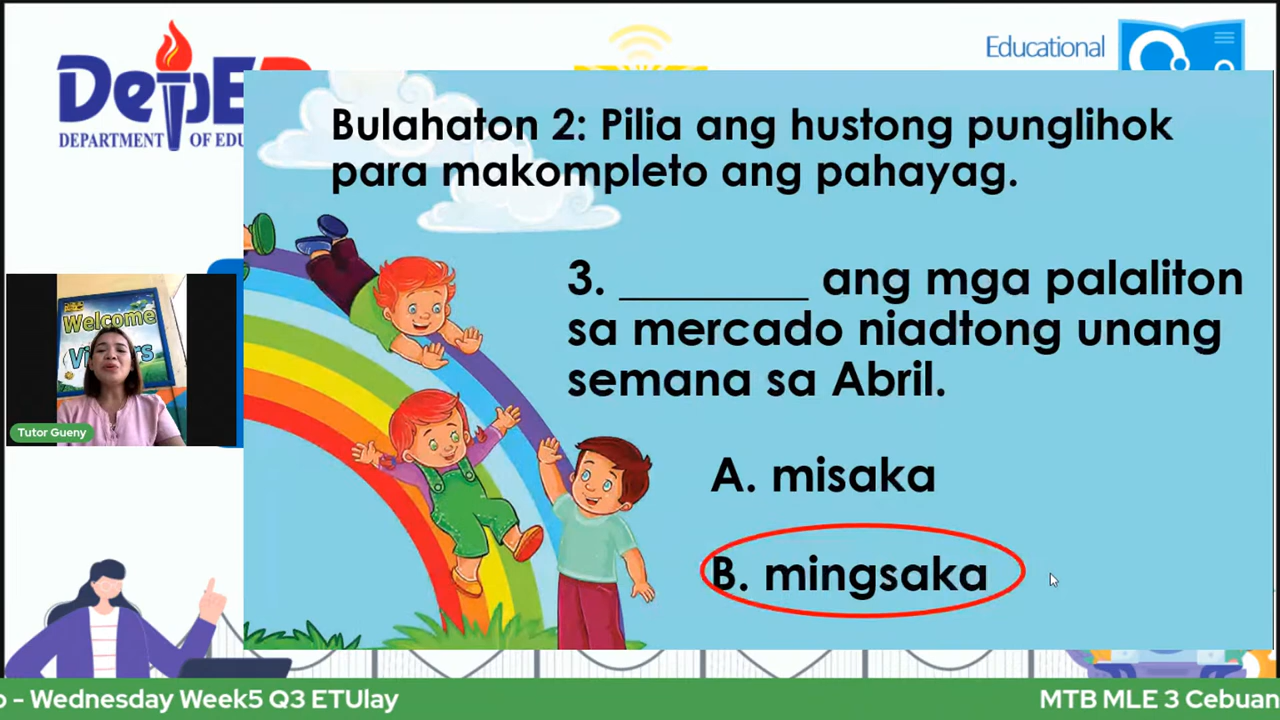 DepED
DEPARTMENT OF EDU
Educational
Bulahaton 2: Pilia ang hustong punglihok
para makompleto ang pahayag.
3. ________ ang mga palaliton
sa mercado niadtong unang
semana sa Abril.
A. misaka
B. mingsaka
Welcome
Tutor Gueny
o - Wednesday Week5 Q3 ETUlay
MTB MLE 3 Cebuan